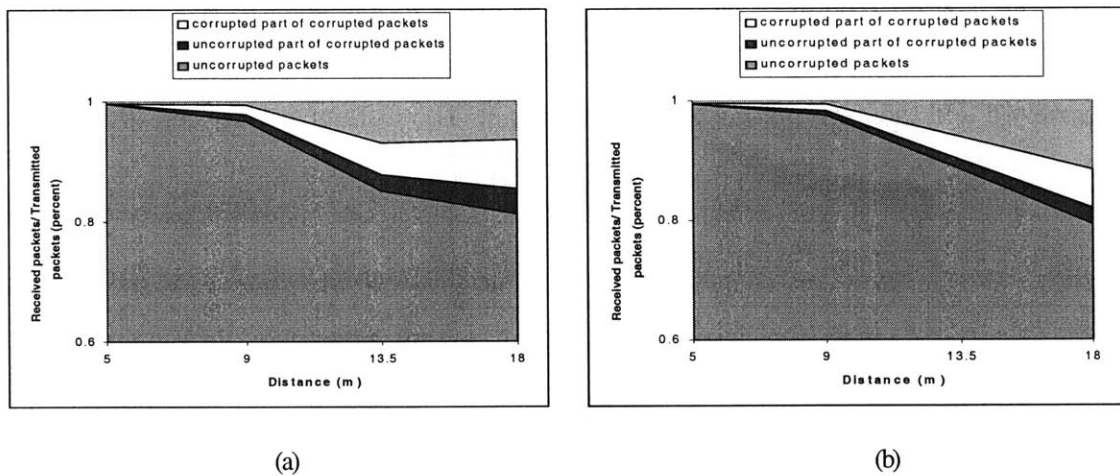 corrupted part of corrupted packets
uncorrupted part of corrupted packets
uncorrupted packets
Received packets/ Transmitted
packets (percent)
1
0.8
0.6
5
9
13.5
18
Distance (m)
(a)
corrupted part of corrupted packets
uncorrupted part of corrupted packets
uncorrupted packets
Received packets/ Transmitted
packets (percent)
1
0.8
0.6
5
9
13.5
18
Distance (m)
(b)